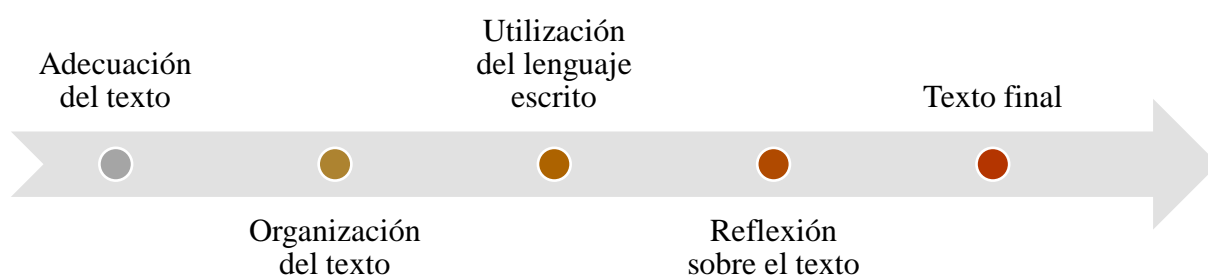 Adecuación
del texto
Organización
del texto
Utilización
del lenguaje
escrito
Reflexión
sobre el texto
Texto final